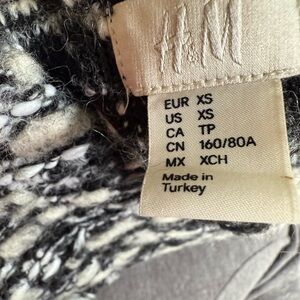 H&M
EUR XS
US XS
CA TP
CN 160/80A
MX XCH
Made in
Turkey